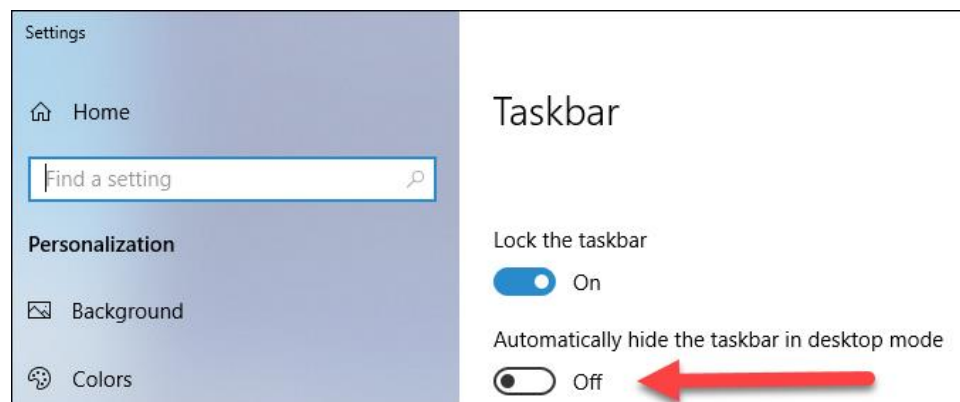 Settings
Home
Find a setting
Personalization
Background
Colors
Taskbar
Lock the taskbar
On
Automatically hide the taskbar in desktop mode
Off